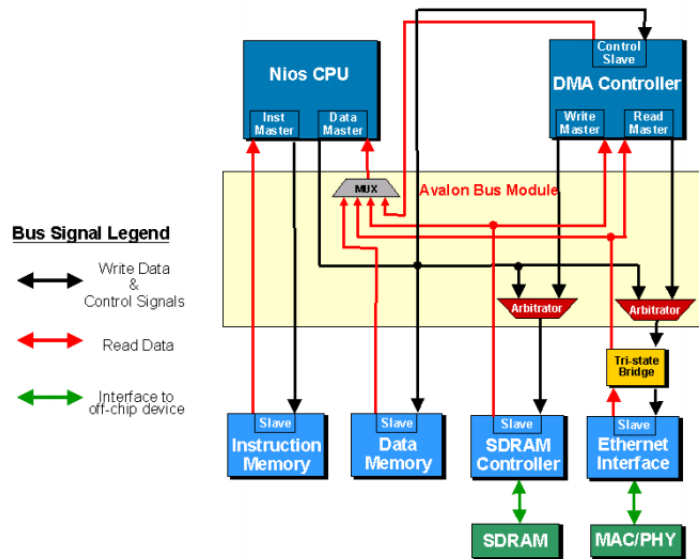 Control
Slave
Nios CPU
DMA Controller
Inst
Master
Data
Master
Write
Master
Read
Master
MUX
Avalon Bus Module
Bus Signal Legend
Write Data
&
Control Signals
Read Data
Interface to
off-chip device
Arbitrator
Arbitrator
Tri-state
Bridge
Slave
Instruction
Memory
Slave
Data
Memory
Slave
SDRAM
Controller
Slave
Ethernet
Interface
SDRAM
MAC/PHY